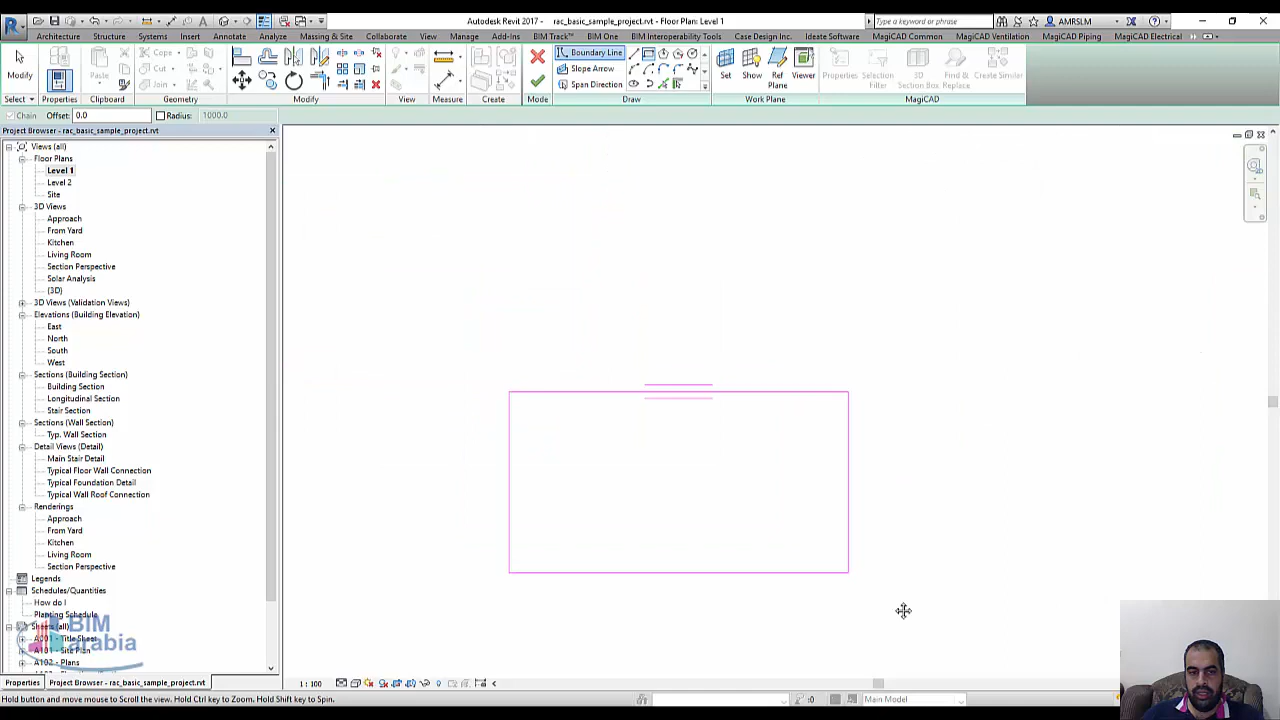 Autodesk Revit 2017 - rac_basic_sample_project.rvt - Floor Plan: Level 1
Type a keyword or phrase
AMRSLM
Architecture Structure Systems Insert Annotate Analyze Massing & Site Collaborate View Manage Add-Ins BIM Track™ BIM One BIM Interoperability Tools Case Design Inc. Ideate Software MagiCAD Common MagiCAD Ventilation MagiCAD Piping MagiCAD Electrical
Modify
Paste
Cope
Cut
Join
Boundary Line
Slope Arrow
Span Direction
Set Show Ref Plane Viewer
Properties Selection Filter 3D Section Box Find & Replace Create Similar
Select Properties Clipboard Geometry Modify View Measure Create Mode Draw Work Plane MagiCAD
Chain Offset: 0.0 Radius: 1000.0
Project Browser - rac_basic_sample_project.rvt
Views (all)
Floor Plans
Level 1
Level 2
Site
3D Views
Approach
From Yard
Kitchen
Living Room
Section Perspective
Solar Analysis
{3D}
3D Views (Validation Views)
Elevations (Building Elevation)
East
North
South
West
Sections (Building Section)
Building Section
Longitudinal Section
Stair Section
Sections (Wall Section)
Typ. Wall Section
Detail Views (Detail)
Main Stair Detail
Typical Floor Wall Connection
Typical Foundation Detail
Typical Wall Roof Connection
Renderings
Approach
From Yard
Kitchen
Living Room
Section Perspective
Legends
Schedules/Quantities
How do I
Planting Schedule
Sheets (all)
A001 - Title Sheet
A101 - Site Plan
A102 - Plans
BIM
arabia
Properties Project Browser - rac_basic_sample_project.rvt
1 : 100
Hold button and move mouse to Scroll the view. Hold Ctrl key to Zoom. Hold Shift key to Spin.
:0
Main Model